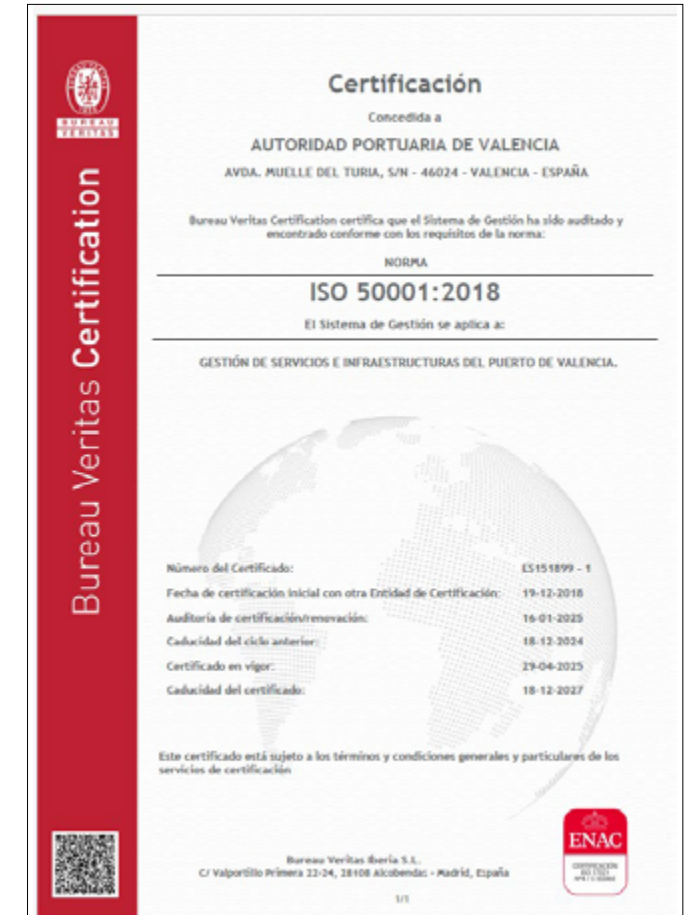 BUREAU
VERITAS
Bureau Veritas Certification
Certificación
Concedida a
AUTORIDAD PORTUARIA DE VALENCIA
AVDA. MUELLE DEL TURIA, S/N - 46024 - VALENCIA - ESPAÑA
Bureau Veritas Certification certifica que el Sistema de Gestión ha sido auditado y
encontrado conforme con los requisitos de la norma:
NORMA
ISO 50001:2018
El Sistema de Gestión se aplica a:
GESTIÓN DE SERVICIOS E INFRAESTRUCTURAS DEL PUERTO DE VALENCIA.
Número del Certificado: ES151899 - 1
Fecha de certificación inicial con otra Entidad de Certificación: 19-12-2018
Auditoría de certificación/renovación: 16-01-2025
Caducidad del ciclo anterior: 18-12-2024
Certificado en vigor: 29-04-2025
Caducidad del certificado: 18-12-2027
Este certificado está sujeto a los términos y condiciones generales y particulares de los
servicios de certificación
Bureau Veritas Iberia S.L.
C/ Valportillo Primera 22-24, 28108 Alcobendas - Madrid, España
1/1
ENAC
CERTIFICACIÓN